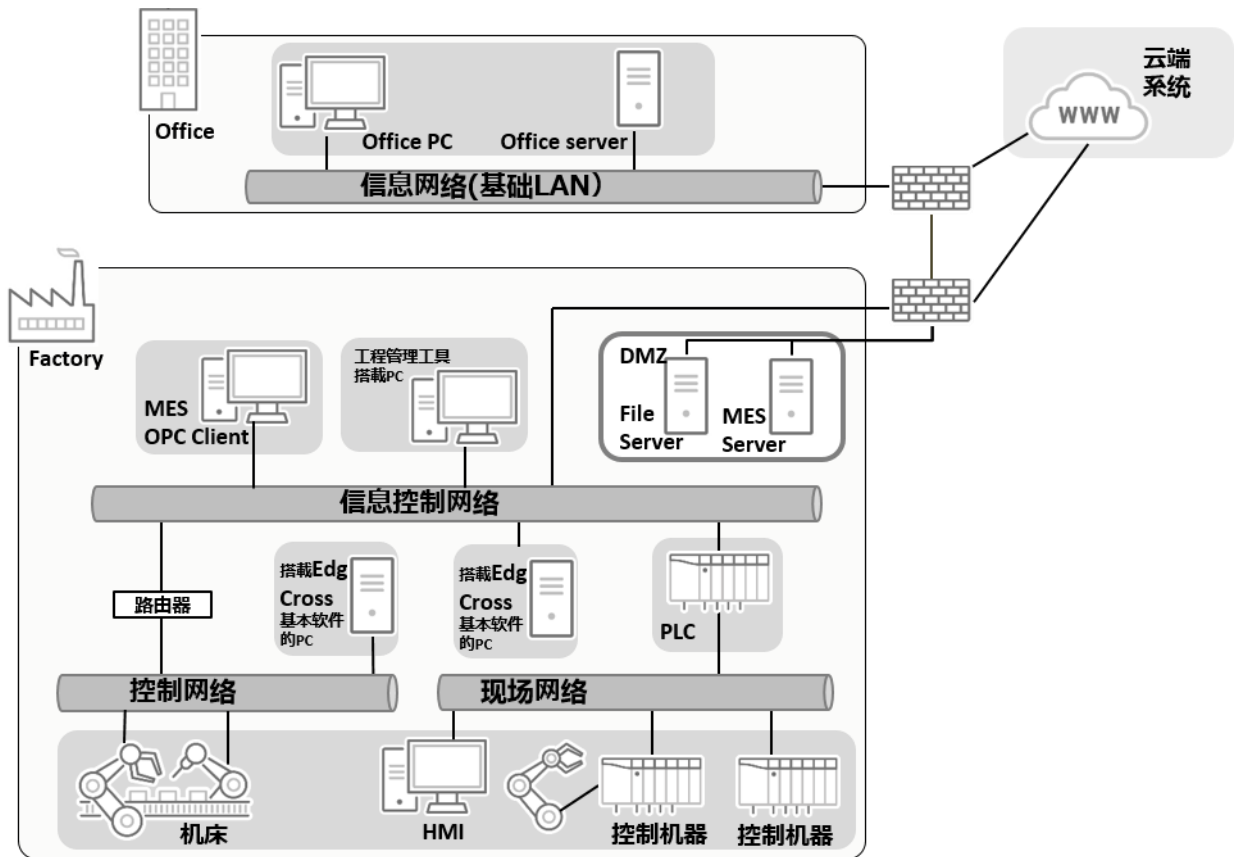 云端
系统
WWW
Office
Office PC
Office server
信息网络(基础LAN）
Factory
MES
OPC Client
工程管理工具
搭载PC
DMZ
File
Server
MES
Server
信息控制网络
路由器
搭载Edg
Cross
基本软件
的PC
搭载Edg
Cross
基本软件
的PC
PLC
控制网络
现场网络
机床
HMI
控制机器
控制机器